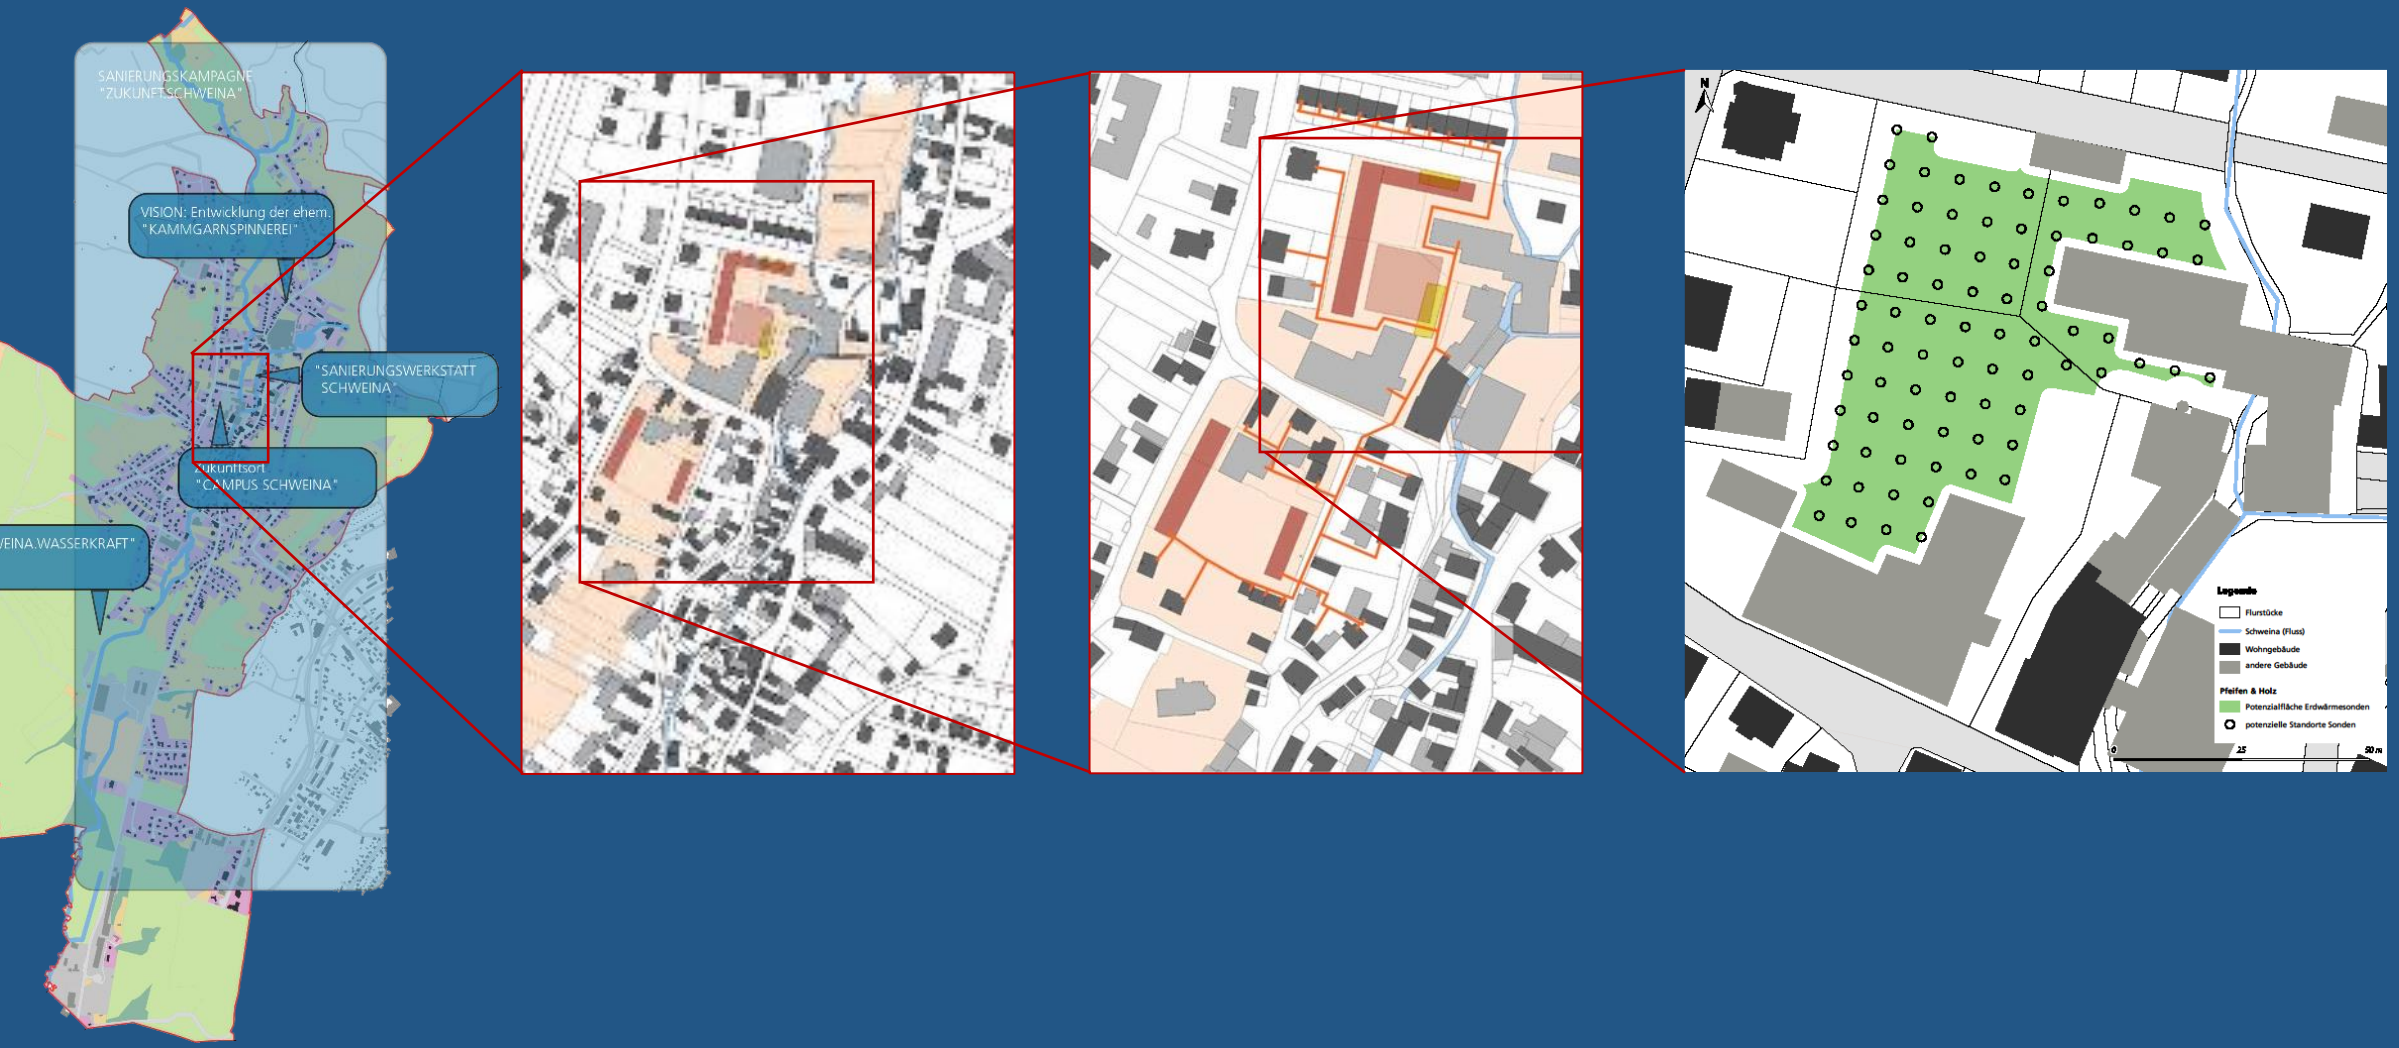 SANIERUNGSKAMPAGNE
"ZUKUNFT.SCHWEINA"
VISION: Entwicklung der ehem.
"KAMMGARNSPINNEREI"
"SANIERUNGSWERKSTATT
SCHWEINA"
Zukunftsort
"CAMPUS SCHWEINA"
EINA.WASSERKRAFT"
N
Legende
Flurstücke
Schweina (Fluss)
Wohngebäude
andere Gebäude
Pfeifen & Holz
Potenzialfläche Erdwärmesonden
potenzielle Standorte Sonden
0 25 50 m